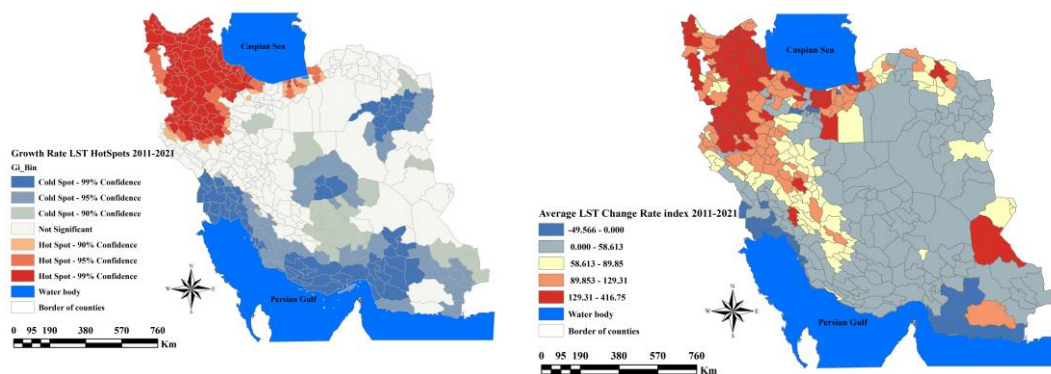 Caspian Sea
Growth Rate LST HotSpots 2011-2021
Gi_Bin
Cold Spot - 99% Confidence
Cold Spot - 95% Confidence
Cold Spot - 90% Confidence
Not Significant
Hot Spot - 90% Confidence
Hot Spot - 95% Confidence
Hot Spot - 99% Confidence
Water body
Border of counties
Persian Gulf
N
W E
S
0 95 190 380 570 760
Km
Caspian Sea
Average LST Change Rate index 2011-2021
-49.566 - 0.000
0.000 - 58.613
58.613 - 89.85
89.853 - 129.31
129.31 - 416.75
Water body
Border of counties
Persian Gulf
N
W E
S
0 95 190 380 570 760
Km